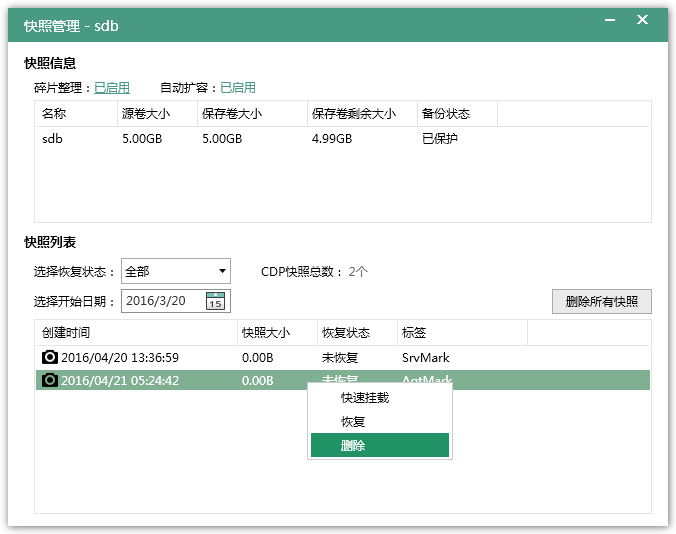 快照管理 - sdb
快照信息
碎片整理：已启用 自动扩容：已启用
名称 源卷大小 保存卷大小 保存卷剩余大小 备份状态
sdb 5.00GB 5.00GB 4.99GB 已保护
快照列表
选择恢复状态： 全部 CDP快照总数： 2个
选择开始日期： 2016/3/20 15 删除所有快照
创建时间 快照大小 恢复状态 标签
2016/04/20 13:36:59 0.00B 未恢复 SrvMark
2016/04/21 05:24:42 0.00B 未恢复 AgtMark
快速挂载
恢复
删除